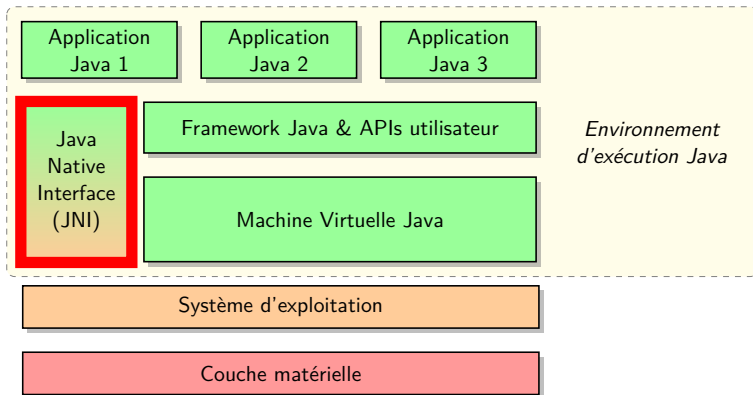 Application
Java 1
Application
Java 2
Application
Java 3
Java
Native
Interface
(JNI)
Framework Java & APIs utilisateur
Machine Virtuelle Java
Environnement
d'exécution Java
Système d'exploitation
Couche matérielle